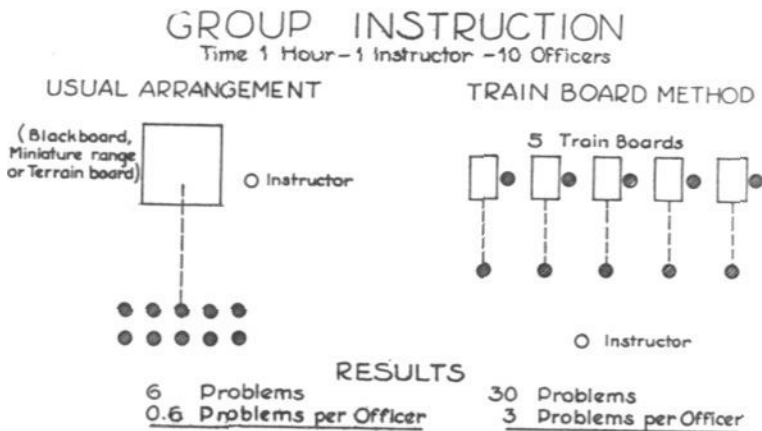 GROUP INSTRUCTION
Time 1 Hour-1 Instructor -10 Officers
USUAL ARRANGEMENT
(Blackboard,
Miniature range
or Terrain board)
Instructor
TRAIN BOARD METHOD
5 Train Boards
Instructor
RESULTS
6 Problems
0.6 Problems per Officer
30 Problems
3 Problems per Officer